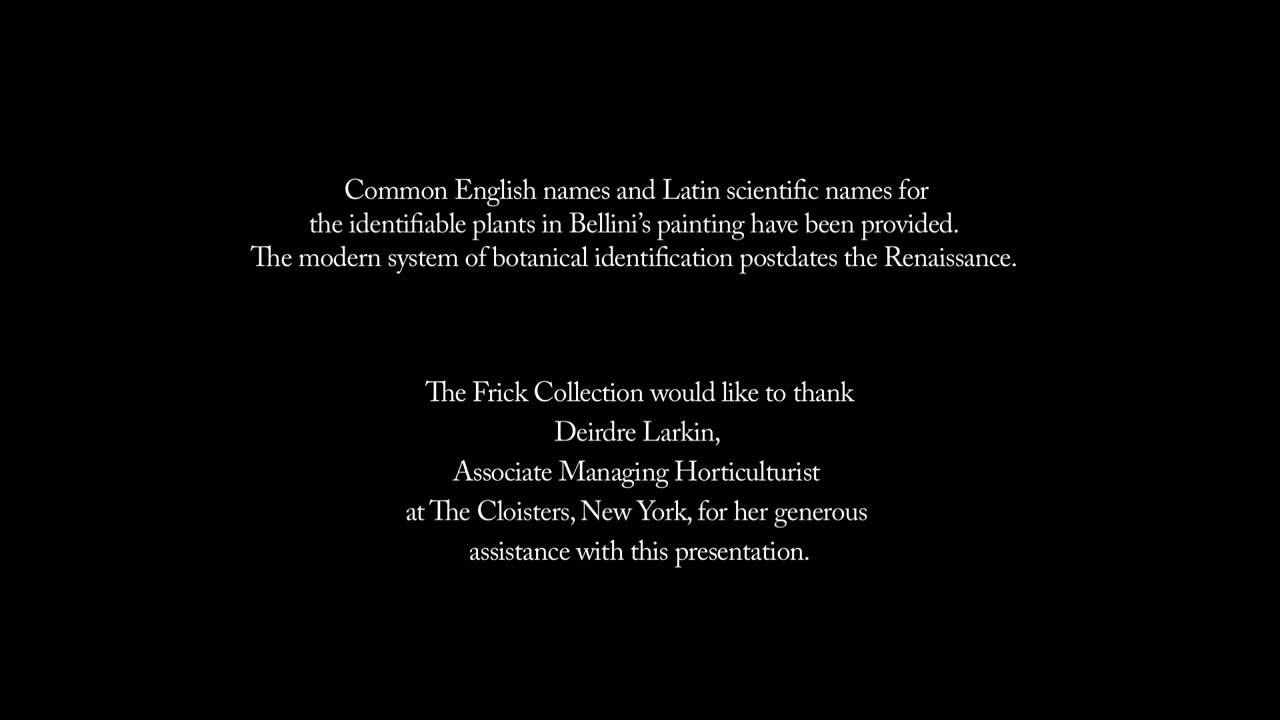 Common English names and Latin scientific names for
the identifiable plants in Bellini’s painting have been provided.
The modern system of botanical identification postdates the Renaissance.
The Frick Collection would like to thank
Deirdre Larkin,
Associate Managing Horticulturist
at The Cloisters, New York, for her generous
assistance with this presentation.